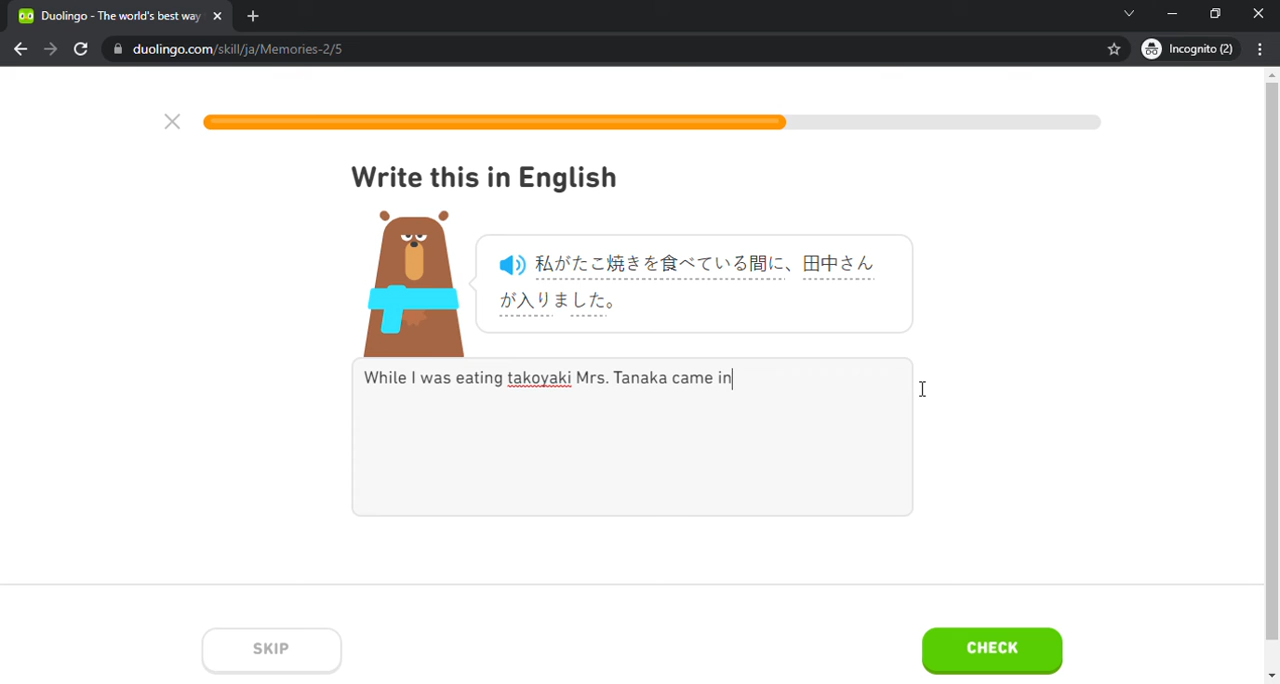 Duolingo - The world's best way
duolingo.com/skill/ja/Memories-2/5
Incognito (2)
Write this in English
私がたこ焼きを食べている間に、田中さん
が入りました。
While I was eating takoyaki Mrs. Tanaka came in
SKIP
CHECK